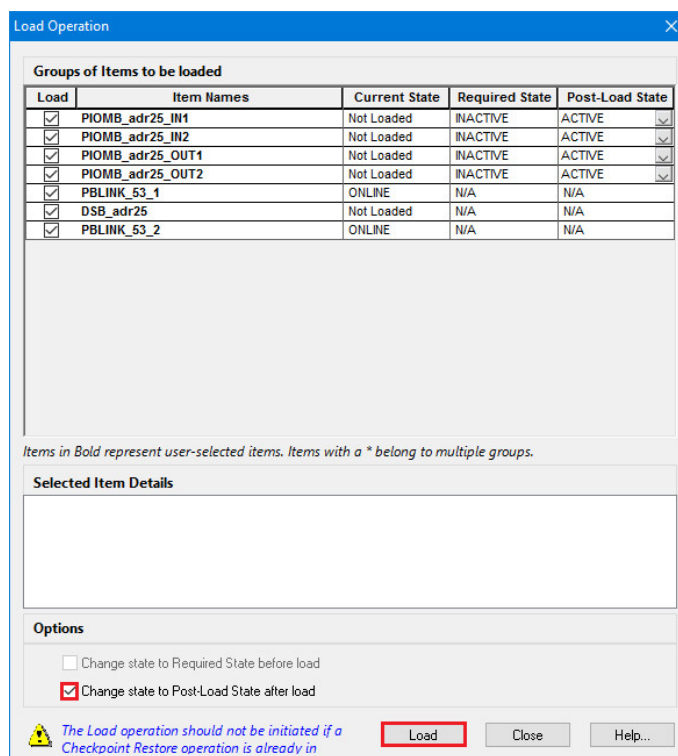 Load Operation
Groups of Items to be loaded
Load Item Names Current State Required State Post-Load State
PIOMB_adr25_IN1 Not Loaded INACTIVE ACTIVE
PIOMB_adr25_IN2 Not Loaded INACTIVE ACTIVE
PIOMB_adr25_OUT1 Not Loaded INACTIVE ACTIVE
PIOMB_adr25_OUT2 Not Loaded INACTIVE ACTIVE
PBLINK_53_1 ONLINE N/A N/A
DSB_adr25 Not Loaded N/A N/A
PBLINK_53_2 ONLINE N/A N/A
Items in Bold represent user-selected items. Items with a * belong to multiple groups.
Selected Item Details
Options
Change state to Required State before load
Change state to Post-Load State after load
The Load operation should not be initiated if a
Checkpoint Restore operation is already in
Load Close Help...